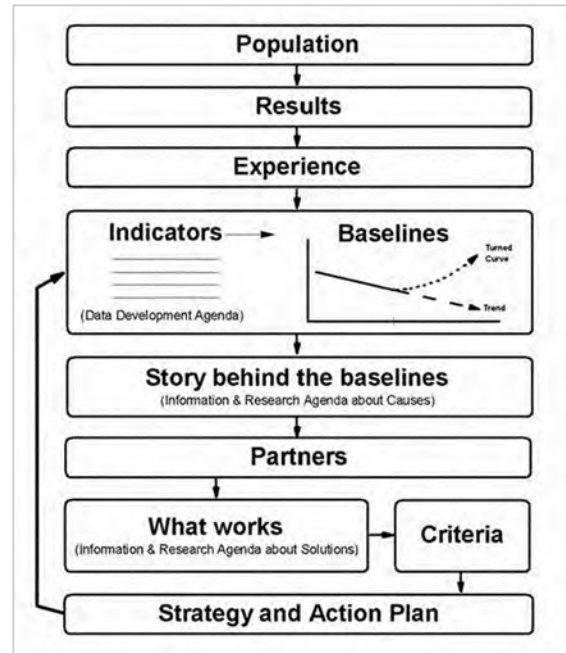 Population
Results
Experience
Indicators
Baselines
Turned
Curve
Trend
(Data Development Agenda)
Story behind the baselines
(Information & Research Agenda about Causes)
Partners
What works
(Information & Research Agenda about Solutions)
Criteria
Strategy and Action Plan